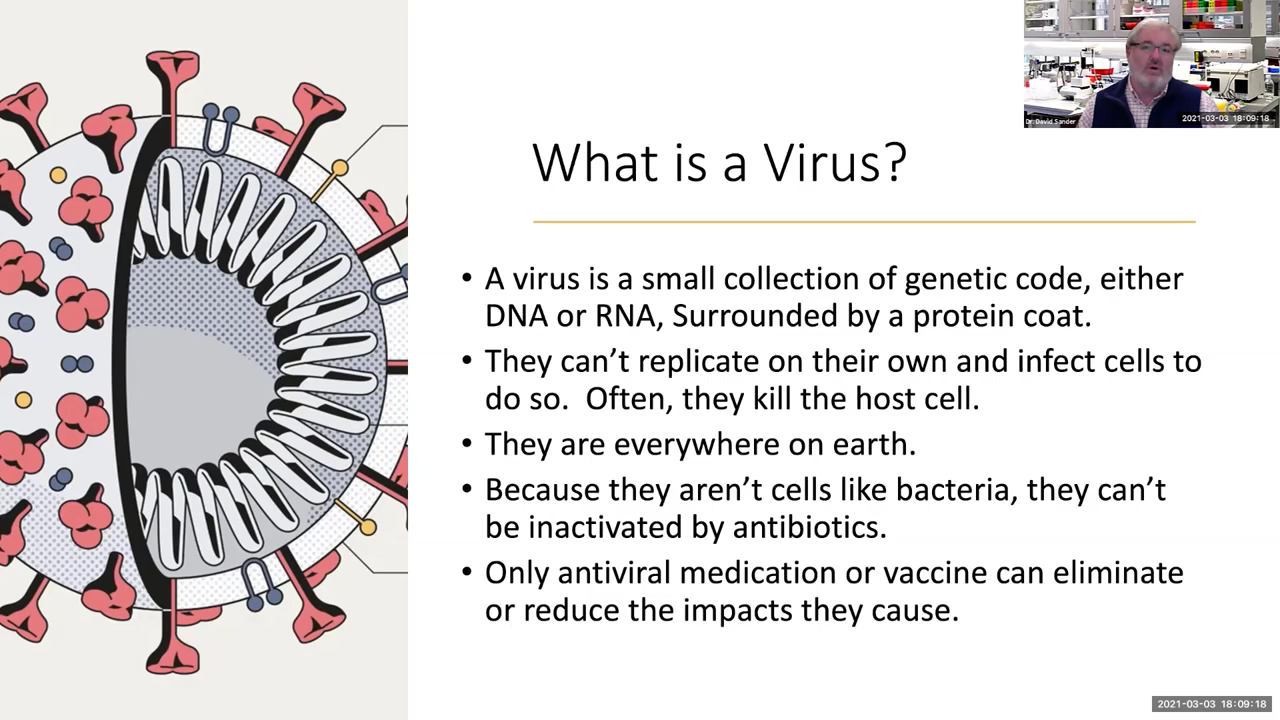 Dr. David Sander
2021-03-03 18:09:18
What is a Virus?
• A virus is a small collection of genetic code, either
DNA or RNA, Surrounded by a protein coat.
• They can’t replicate on their own and infect cells to
do so.  Often, they kill the host cell.
• They are everywhere on earth.
• Because they aren’t cells like bacteria, they can’t
be inactivated by antibiotics.
• Only antiviral medication or vaccine can eliminate
or reduce the impacts they cause.
2021-03-03 18:09:18